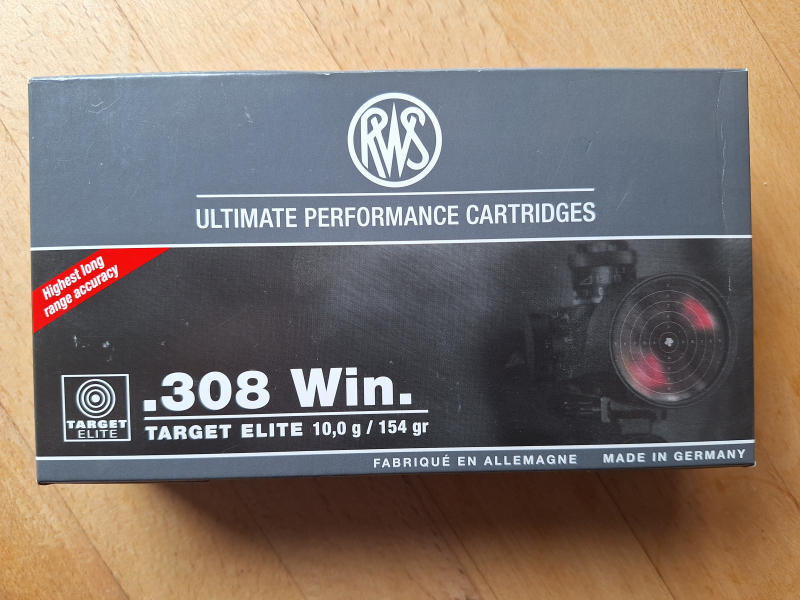 RWS
ULTIMATE PERFORMANCE CARTRIDGES
Highest long
range accuracy
.308 Win.
TARGET ELITE 10,0 g / 154 gr
TARGET
ELITE
FABRIQUÉ EN ALLEMAGNE MADE IN GERMANY